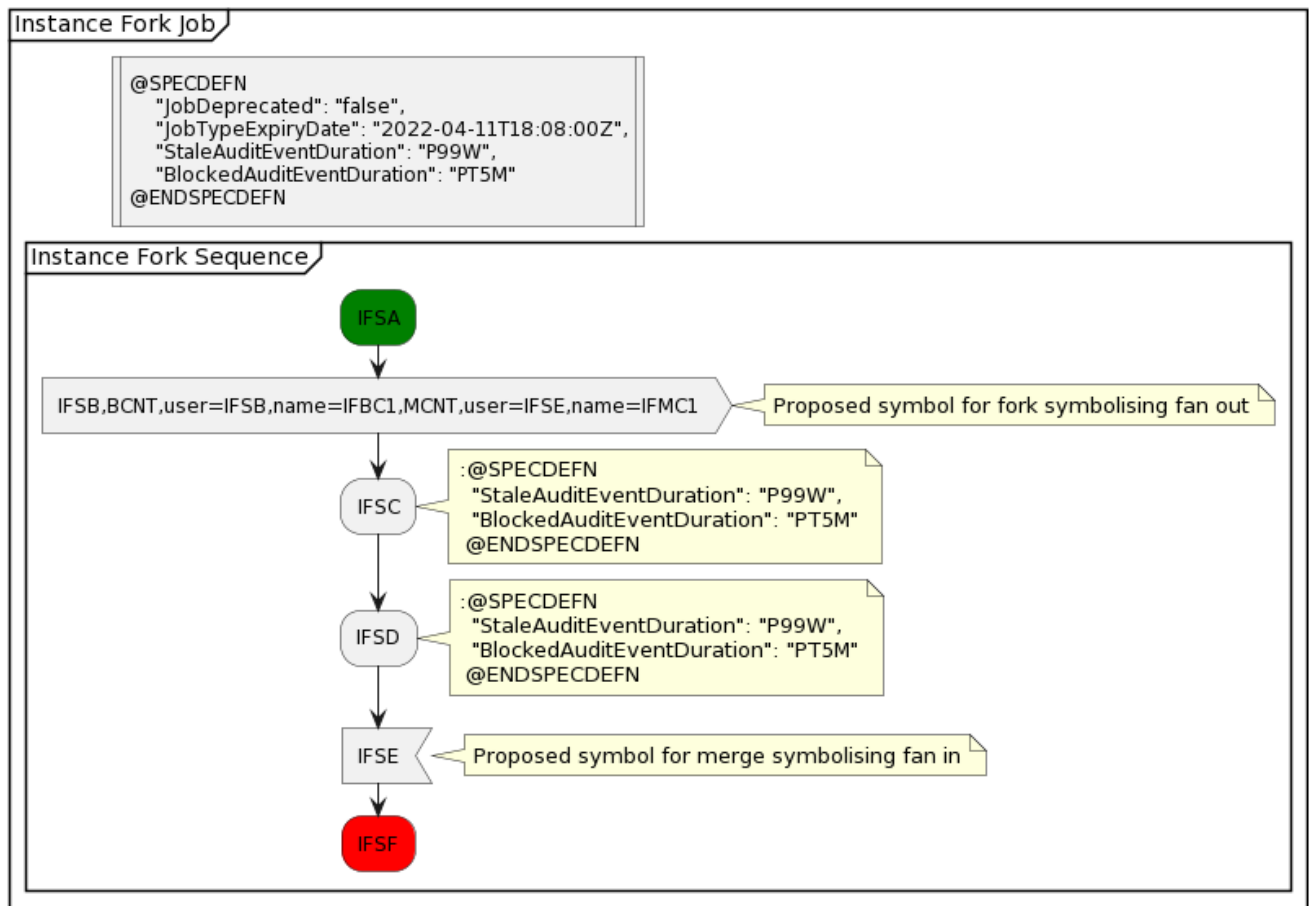 Instance Fork Job
@SPECDEFN
"JobDeprecated": "false",
"JobTypeExpiryDate": "2022-04-11T18:08:00Z",
"StaleAuditEventDuration": "P99W",
"BlockedAuditEventDuration": "PT5M"
@ENDSPECDEFN
Instance Fork Sequence
IFSA
IFSB,BCNT,user=IFSB,name=IFBC1,MCNT,user=IFSE,name=IFMC1
Proposed symbol for fork symbolising fan out
IFSC
:@SPECDEFN
"StaleAuditEventDuration": "P99W",
"BlockedAuditEventDuration": "PT5M"
@ENDSPECDEFN
IFSD
:@SPECDEFN
"StaleAuditEventDuration": "P99W",
"BlockedAuditEventDuration": "PT5M"
@ENDSPECDEFN
IFSE
Proposed symbol for merge symbolising fan in
IFSF